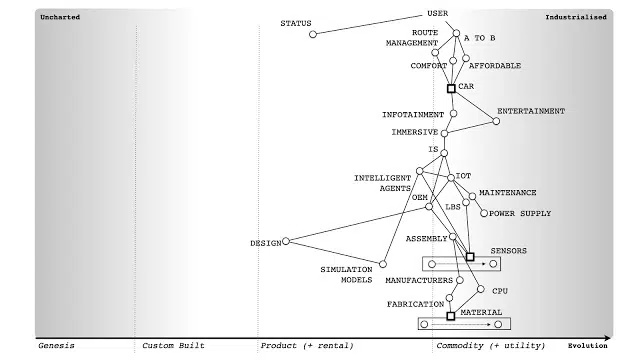 Uncharted
USER
Industrialised
STATUS
ROUTE
MANAGEMENT
A TO B
COMFORT
AFFORDABLE
CAR
INFOTAINMENT
ENTERTAINMENT
IMMERSIVE
IS
INTELLIGENT
AGENTS
IOT
OEM
LBS
MAINTENANCE
POWER SUPPLY
DESIGN
ASSEMBLY
SENSORS
SIMULATION
MODELS
MANUFACTURERS
CPU
FABRICATION
MATERIAL
Genesis
Custom Built
Product (+ rental)
Commodity (+ utility)
Evolution